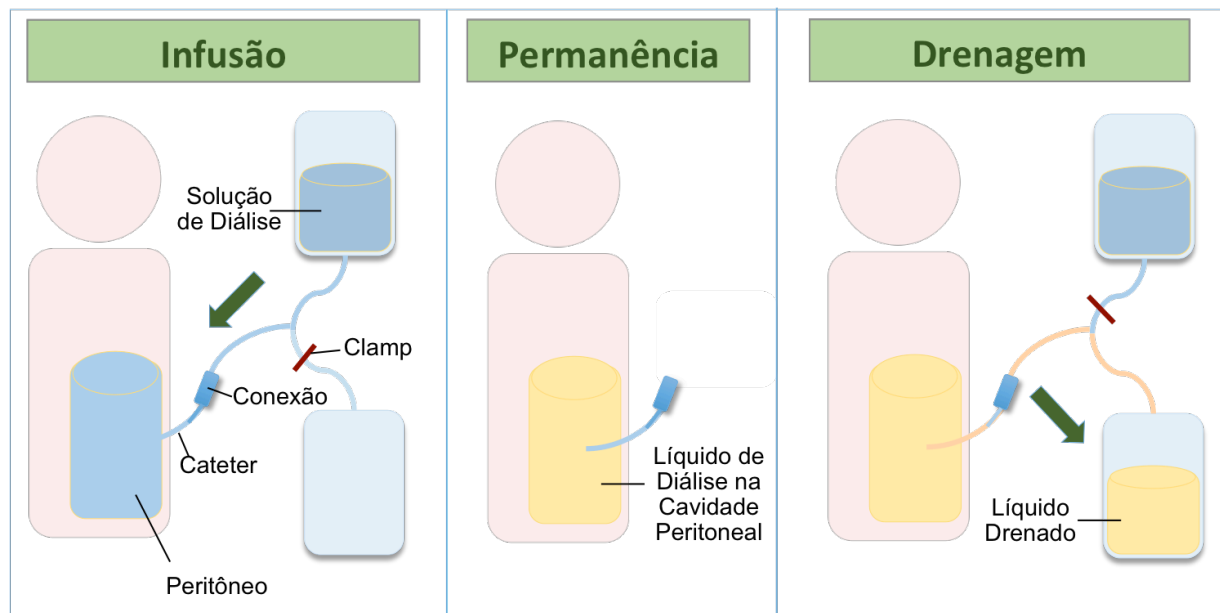 Infusão
Permanência
Drenagem
Solução
de Diálise
Clamp
Conexão
Cateter
Peritôneo
Líquido de
Diálise na
Cavidade
Peritoneal
Líquido
Drenado